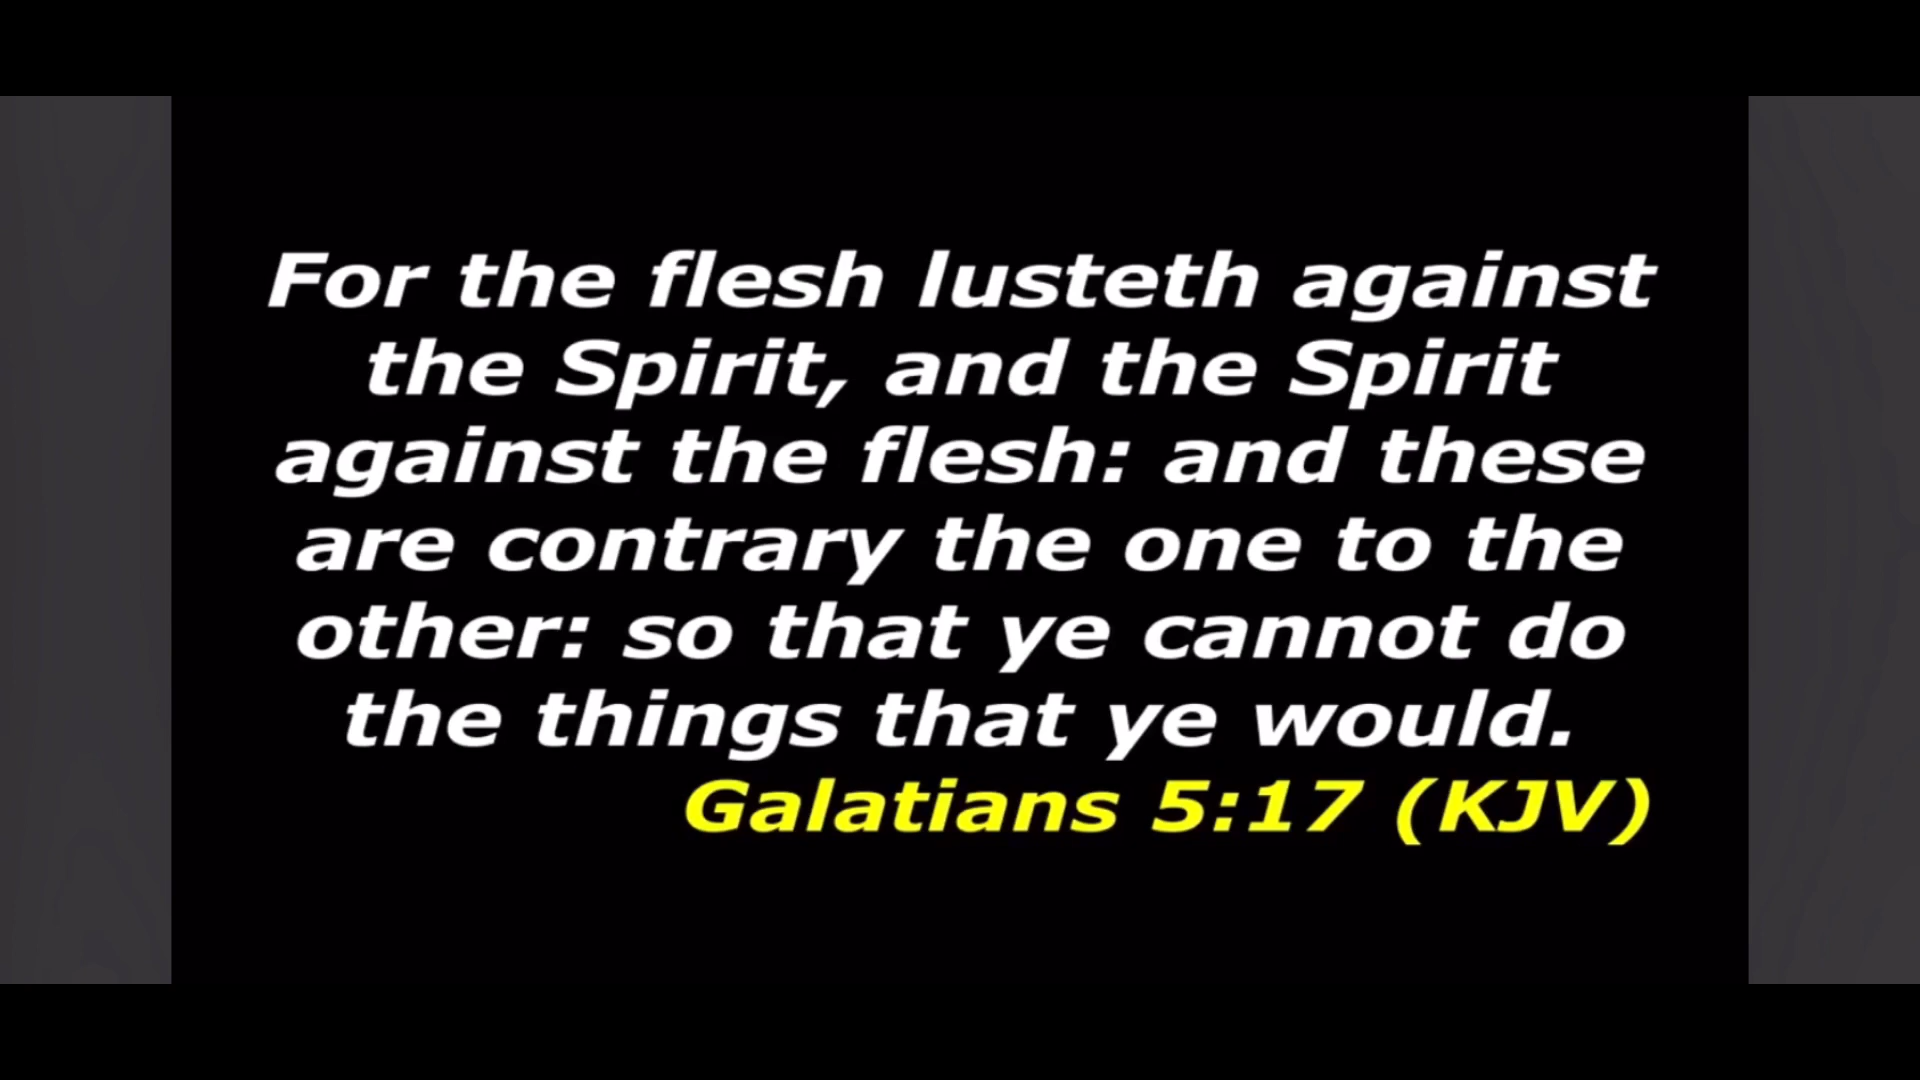 For the flesh lusteth against
the Spirit, and the Spirit
against the flesh: and these
are contrary the one to the
other: so that ye cannot do
the things that ye would.
Galatians 5:17 (KJV)